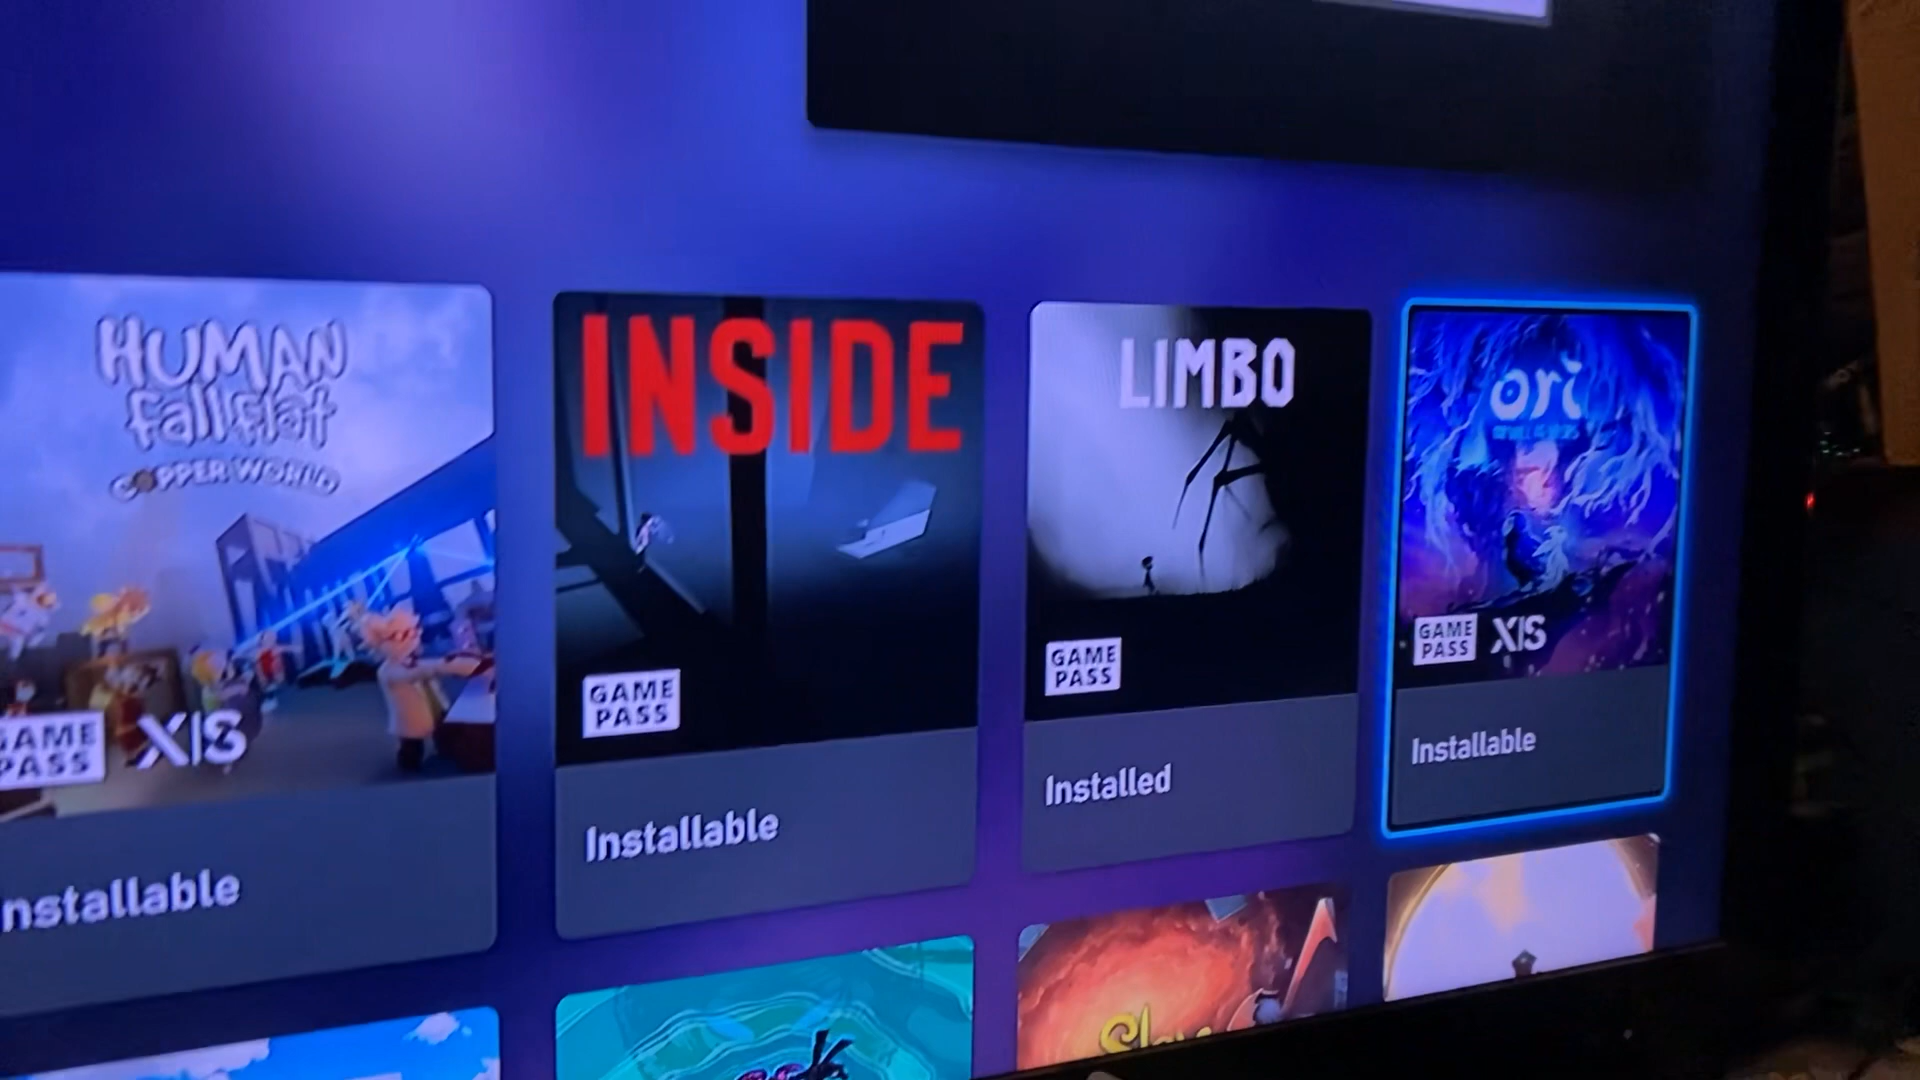 HUMAN
fall flat
COPPER WORLD
GAME
PASS
X|S
Installable
INSIDE
GAME
PASS
Installable
LIMBO
GAME
PASS
Installed
ori
GAME
PASS
X|S
Installable
Slay